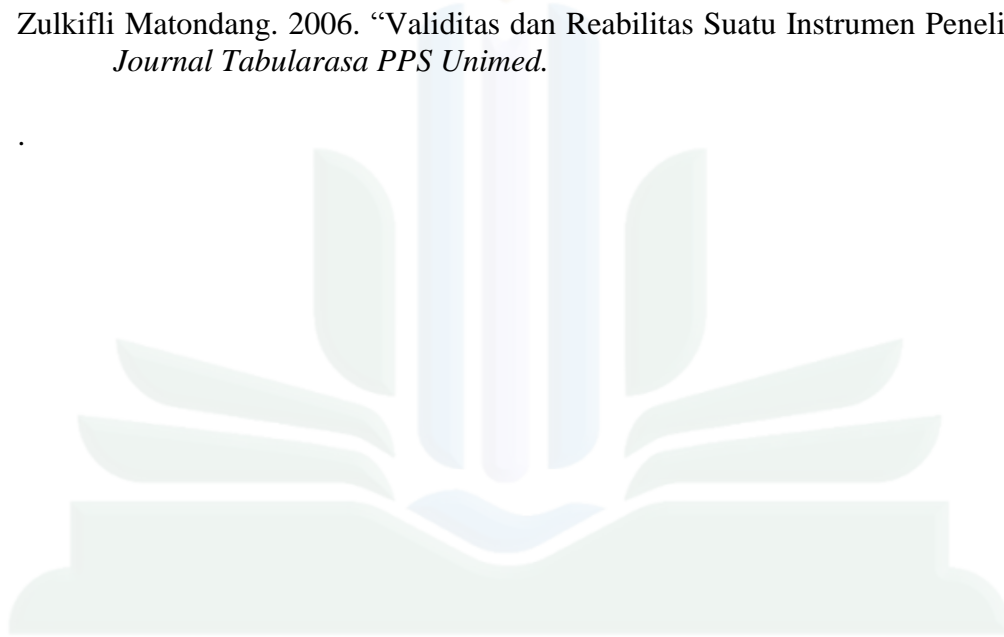 Zulkifli Matondang. 2006. “Validitas dan Reabilitas Suatu Instrumen Peneli
Journal Tabularasa PPS Unimed.
.